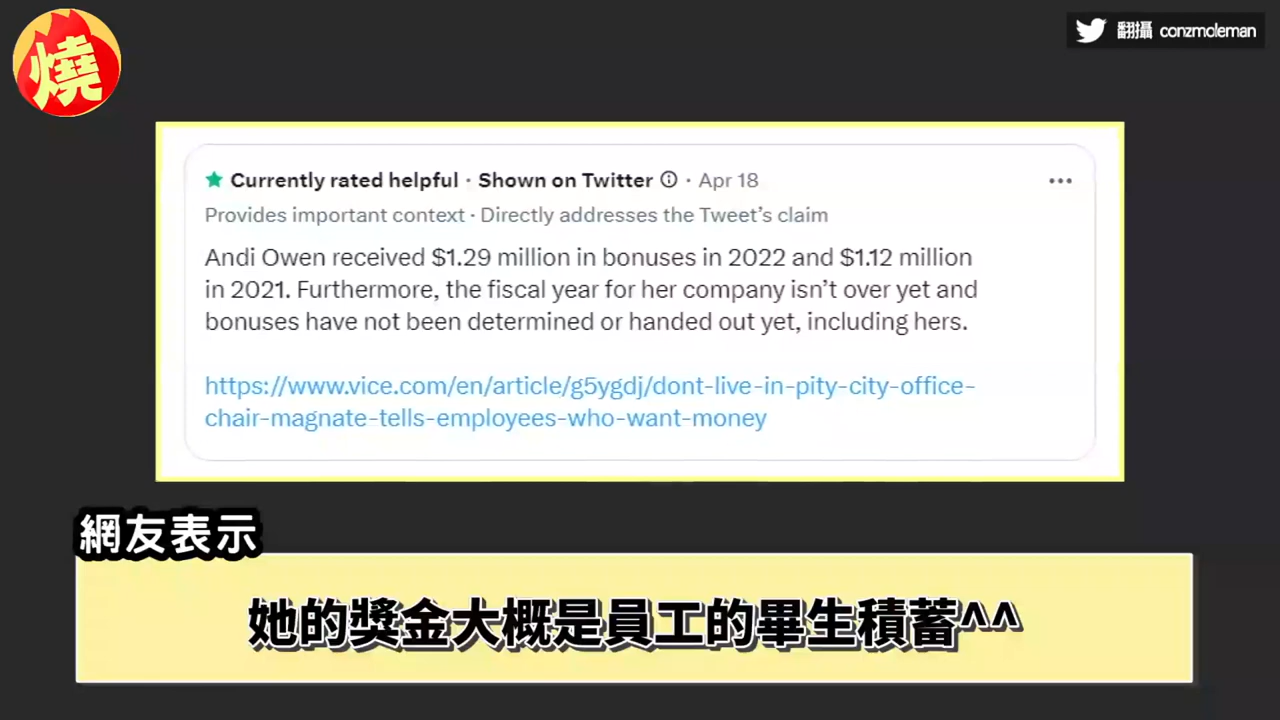 燒
翻攝 conzmoleman
Currently rated helpful · Shown on Twitter ⓘ · Apr 18
Provides important context · Directly addresses the Tweet’s claim
Andi Owen received $1.29 million in bonuses in 2022 and $1.12 million
in 2021. Furthermore, the fiscal year for her company isn’t over yet and
bonuses have not been determined or handed out yet, including hers.
https://www.vice.com/en/article/g5ygdj/dont-live-in-pity-city-office-
chair-magnate-tells-employees-who-want-money
網友表示
她的獎金大概是員工的畢生積蓄^^